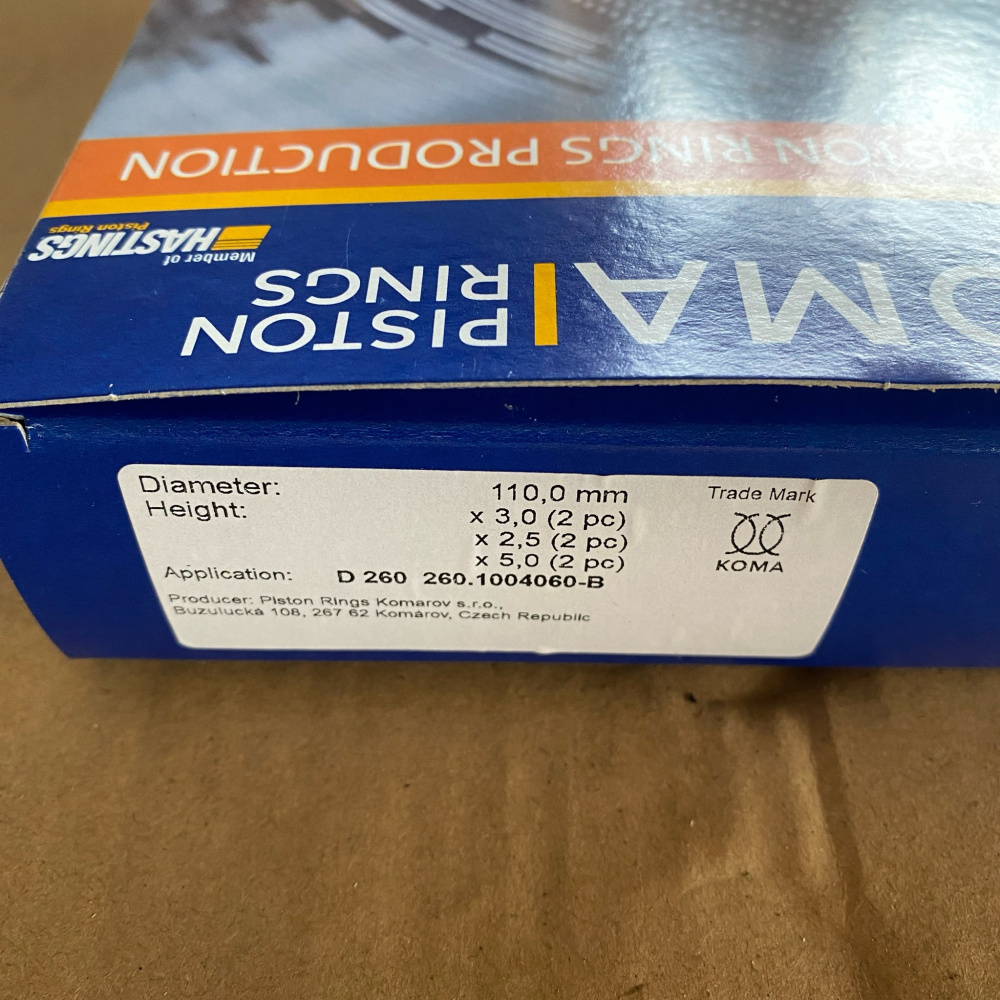 PISTON RINGS PRODUCTION
Member of
HASTINGS
Piston Rings
PISTON
RINGS
Diameter: 110,0 mm
Height: x 3,0 (2 pc)
x 2,5 (2 pc)
x 5,0 (2 pc)
Application: D 260 260.1004060-B
Producer: Piston Rings Komarov s.r.o.,
Buzulucká 108, 267 62 Komárov, Czech Republic
Trade Mark
KOMA